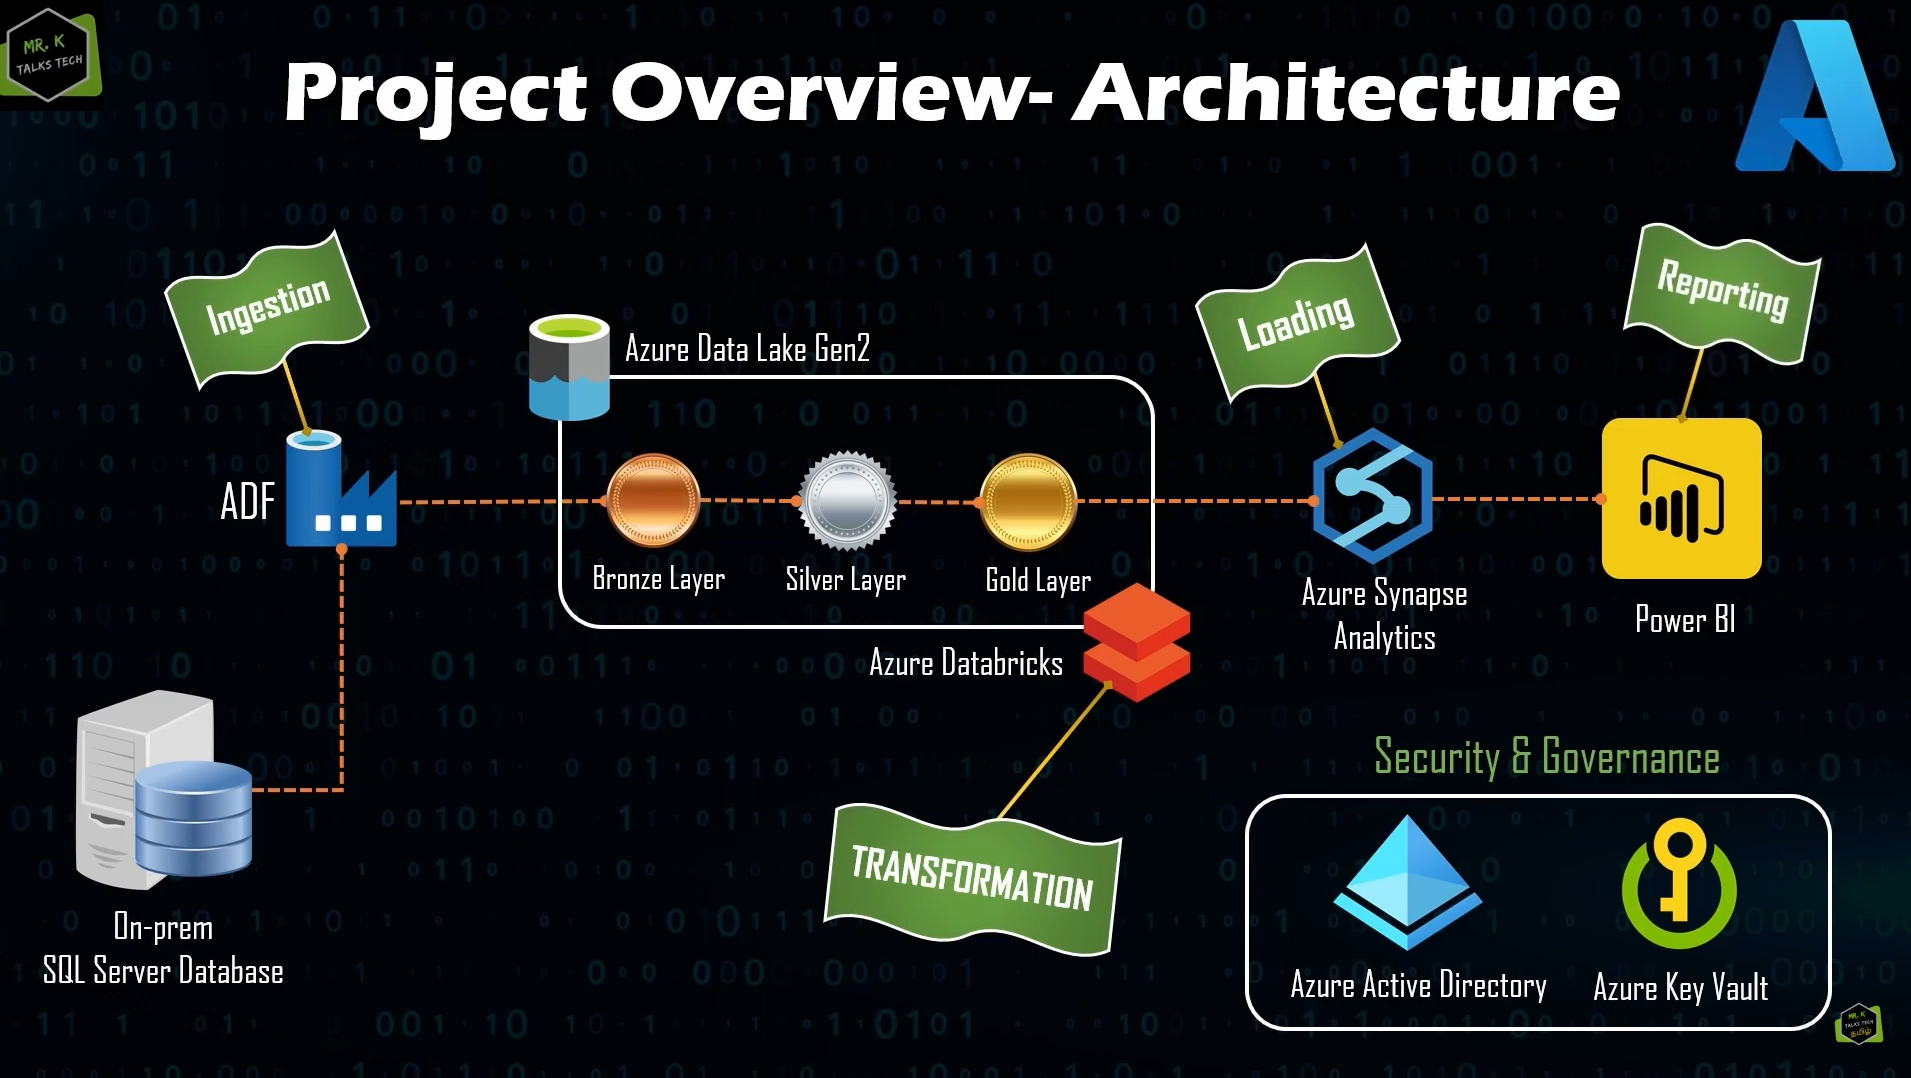 MR. K
TALKS TECH
Project Overview- Architecture
Ingestion
Loading
Reporting
Azure Data Lake Gen2
ADF
Bronze Layer
Silver Layer
Gold Layer
Azure Synapse
Analytics
Power BI
Azure Databricks
TRANSFORMATION
On-prem
SQL Server Database
Security & Governance
Azure Active Directory
Azure Key Vault
MR. K
TALKS TECH
தமிழ்